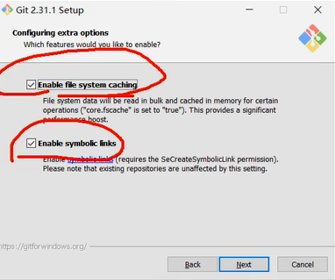 Git 2.31.1 Setup
Configuring extra options
Which features would you like to enable?
Enable file system caching
File system data will be read in bulk and cached in memory for certain
operations ("core.fscache" is set to "true"). This provides a significant
performance boost.
Enable symbolic links
Enable symbolic links (requires the SeCreateSymbolicLink permission).
Please note that existing repositories are unaffected by this setting.
https://gitforwindows.org/
Back Next Cancel